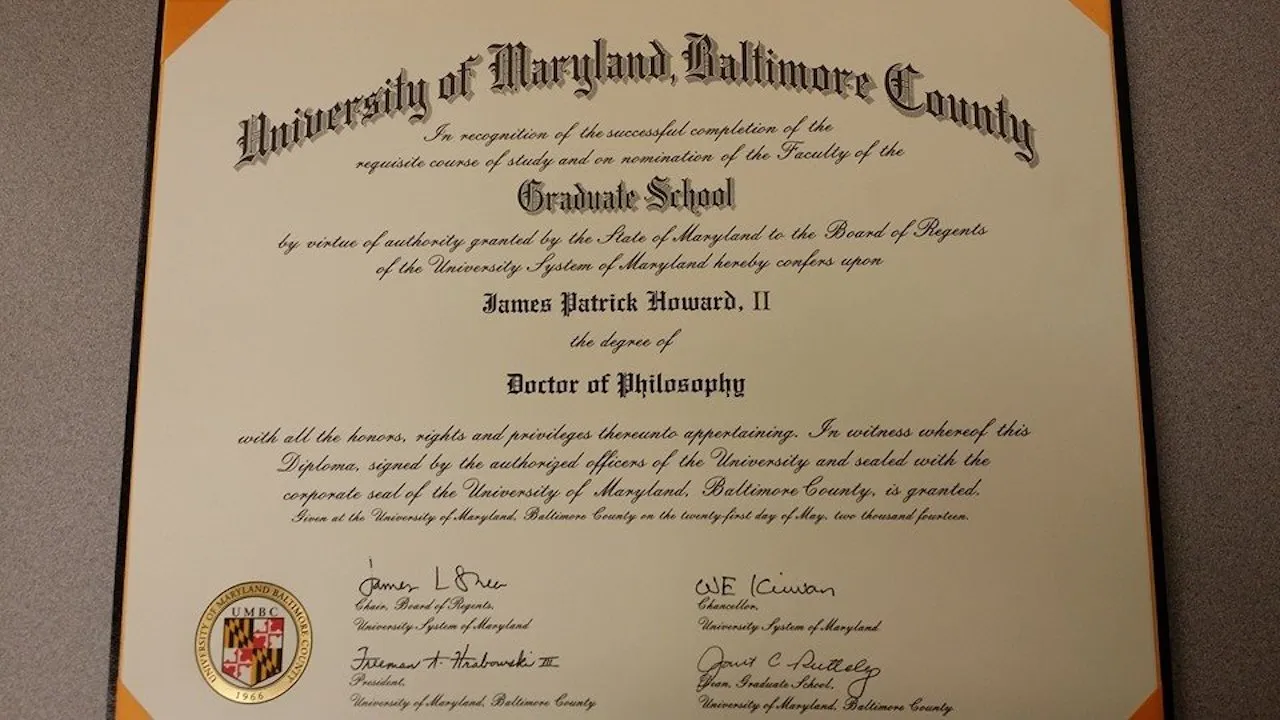 University of Maryland, Baltimore County
In recognition of the successful completion of the
requisite course of study and on nomination of the Faculty of the
Graduate School
by virtue of authority granted by the State of Maryland to the Board of Regents
of the University System of Maryland hereby confers upon
James Patrick Howard, II
the degree of
Doctor of Philosophy
with all the honors, rights and privileges thereunto appertaining. In witness whereof this
Diploma, signed by the authorized officers of the University and sealed with the
corporate seal of the University of Maryland, Baltimore County, is granted.
Given at the University of Maryland, Baltimore County on the twenty-first day of May, two thousand fourteen.
James L Shea
Chair, Board of Regents,
University System of Maryland
WE Kirwan
Chancellor,
University System of Maryland
Freeman A. Hrabowski III
President,
University of Maryland, Baltimore County
Janet C Rutledge
Dean, Graduate School,
University of Maryland, Baltimore County
UNIVERSITY OF MARYLAND BALTIMORE COUNTY
UMBC
1966